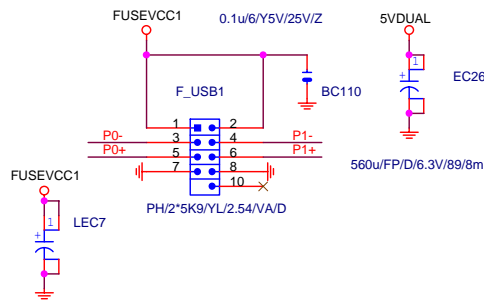 FUSEVCC1
0.1u/6/Y5V/25V/Z
5VDUAL
F_USB1
BC110
1
+
EC26
1
2
P0-
3
4
P1-
P0+
5
6
P1+
560u/FP/D/6.3V/89/8m
7
8
FUSEVCC1
10
PH/2*5K9/YL/2.54/VA/D
1
LEC7
+